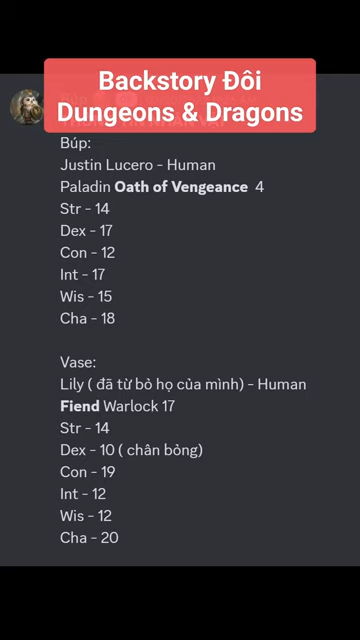 Backstory Đôi
Dungeons & Dragons
Búp:
Justin Lucero - Human
Paladin Oath of Vengeance 4
Str - 14
Dex - 17
Con - 12
Int - 17
Wis - 15
Cha - 18
Vase:
Lily ( đã từ bỏ họ của mình) - Human
Fiend Warlock 17
Str - 14
Dex - 10 ( chân bỏng)
Con - 19
Int - 12
Wis - 12
Cha - 20